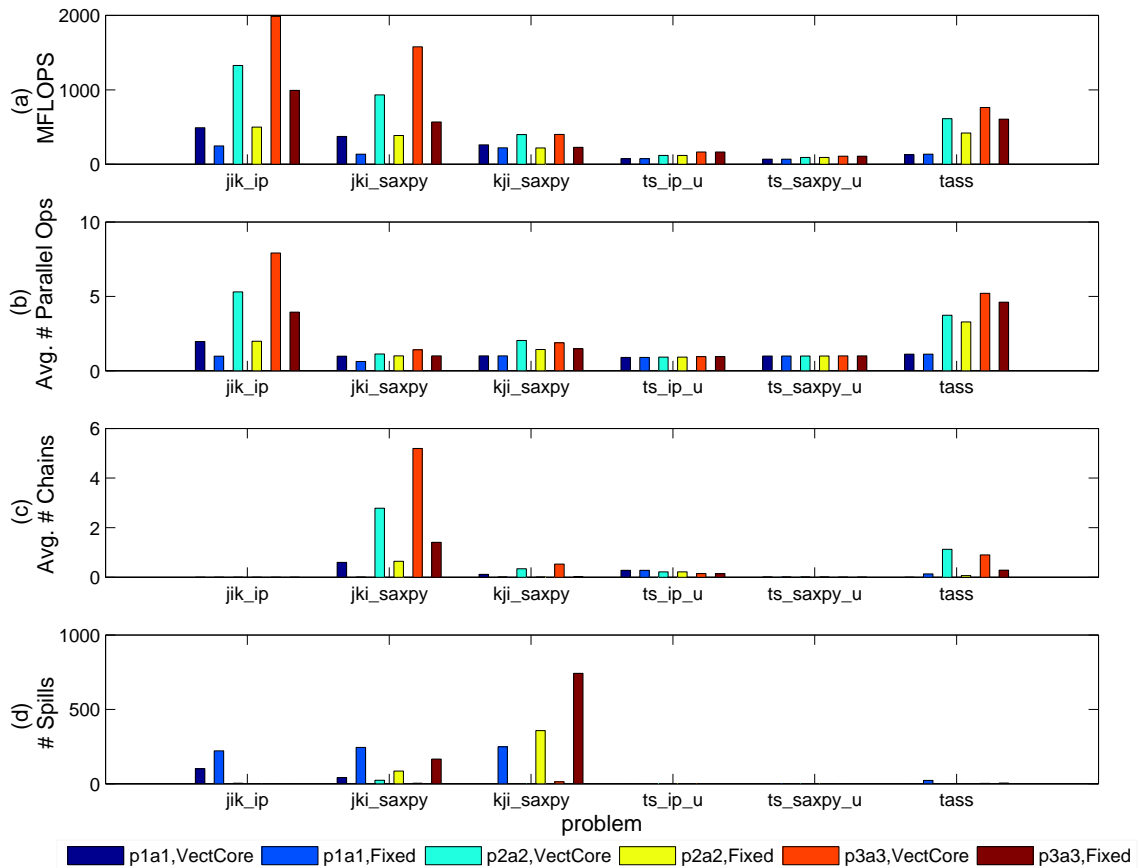 (a)
MFLOPS
2000
1000
0
jik_ip jki_saxpy kji_saxpy ts_ip_u ts_saxpy_u tass
(b)
Avg. # Parallel Ops
10
5
0
jik_ip jki_saxpy kji_saxpy ts_ip_u ts_saxpy_u tass
(c)
Avg. # Chains
6
4
2
0
jik_ip jki_saxpy kji_saxpy ts_ip_u ts_saxpy_u tass
(d)
# Spills
1000
500
0
jik_ip jki_saxpy kji_saxpy ts_ip_u ts_saxpy_u tass
problem
p1a1,VectCore p1a1,Fixed p2a2,VectCore p2a2,Fixed p3a3,VectCore p3a3,Fixed